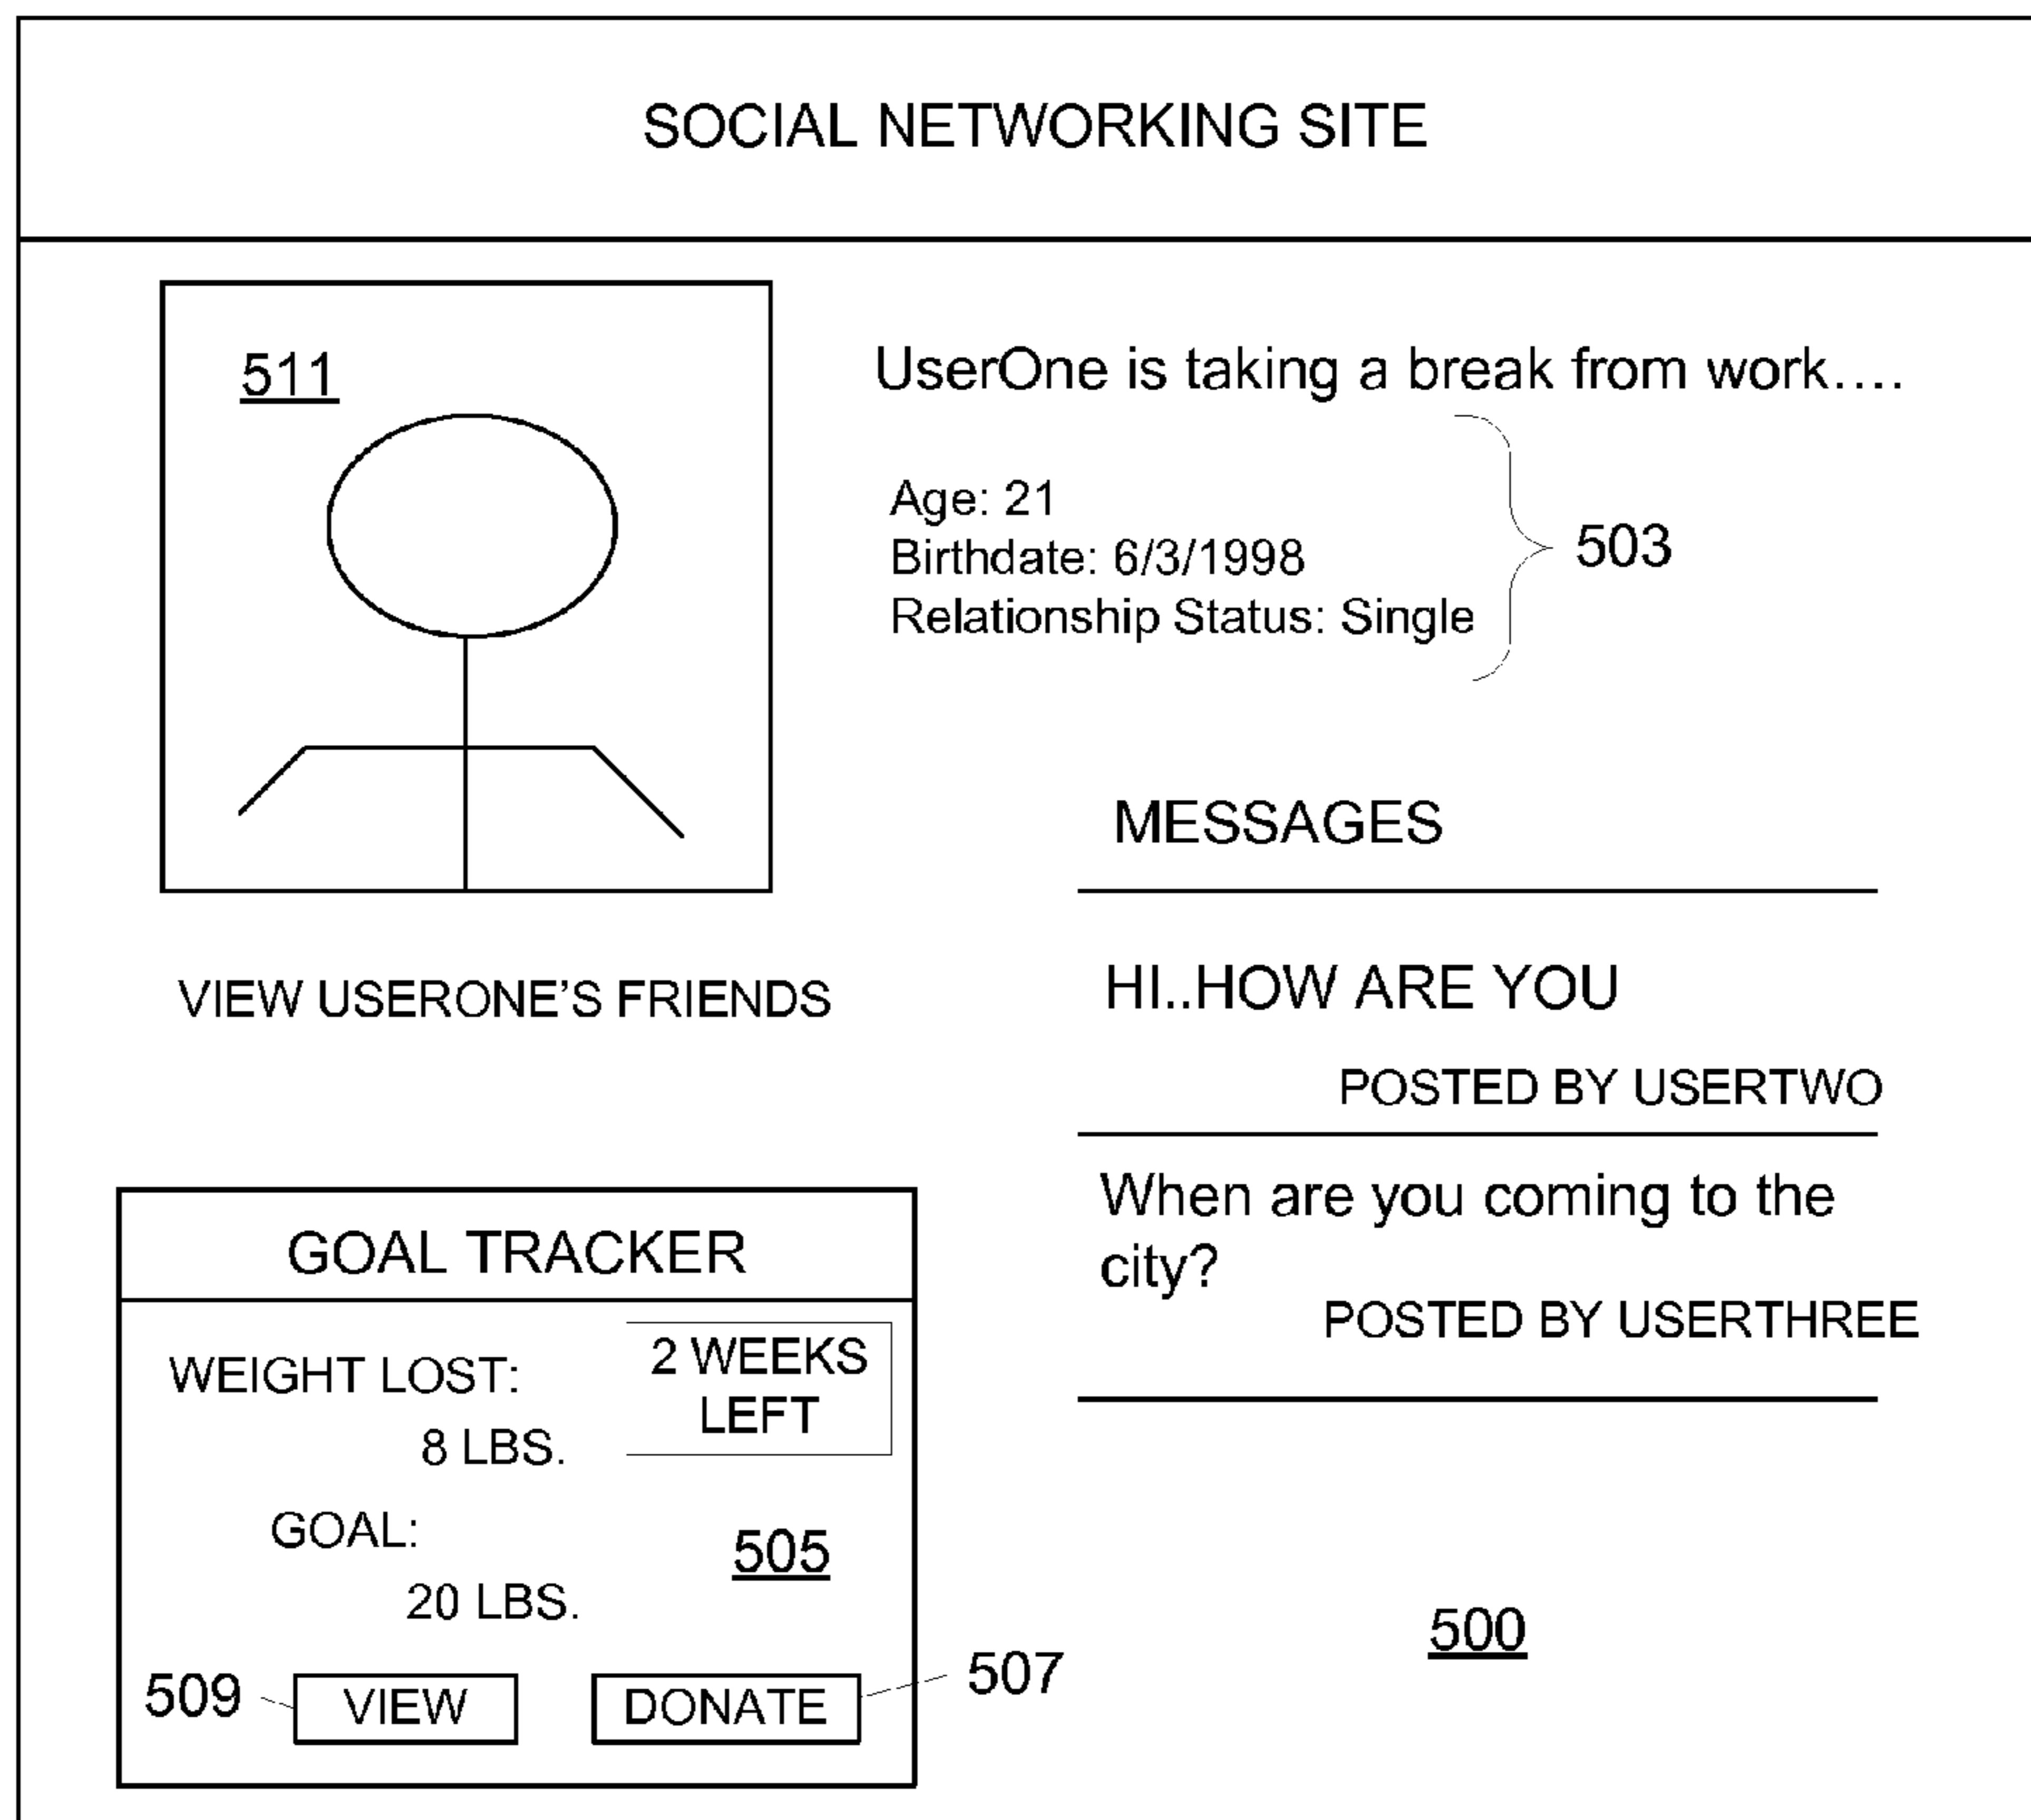 SOCIAL NETWORKING SITE
511
UserOne is taking a break from work....
Age: 21
Birthdate: 6/3/1998
Relationship Status: Single
503
VIEW USERONE'S FRIENDS
MESSAGES
HI..HOW ARE YOU
POSTED BY USERTWO
When are you coming to the
city?
POSTED BY USERTHREE
GOAL TRACKER
WEIGHT LOST:
8 LBS.
2 WEEKS
LEFT
GOAL:
20 LBS.
505
509
VIEW
DONATE
507
500